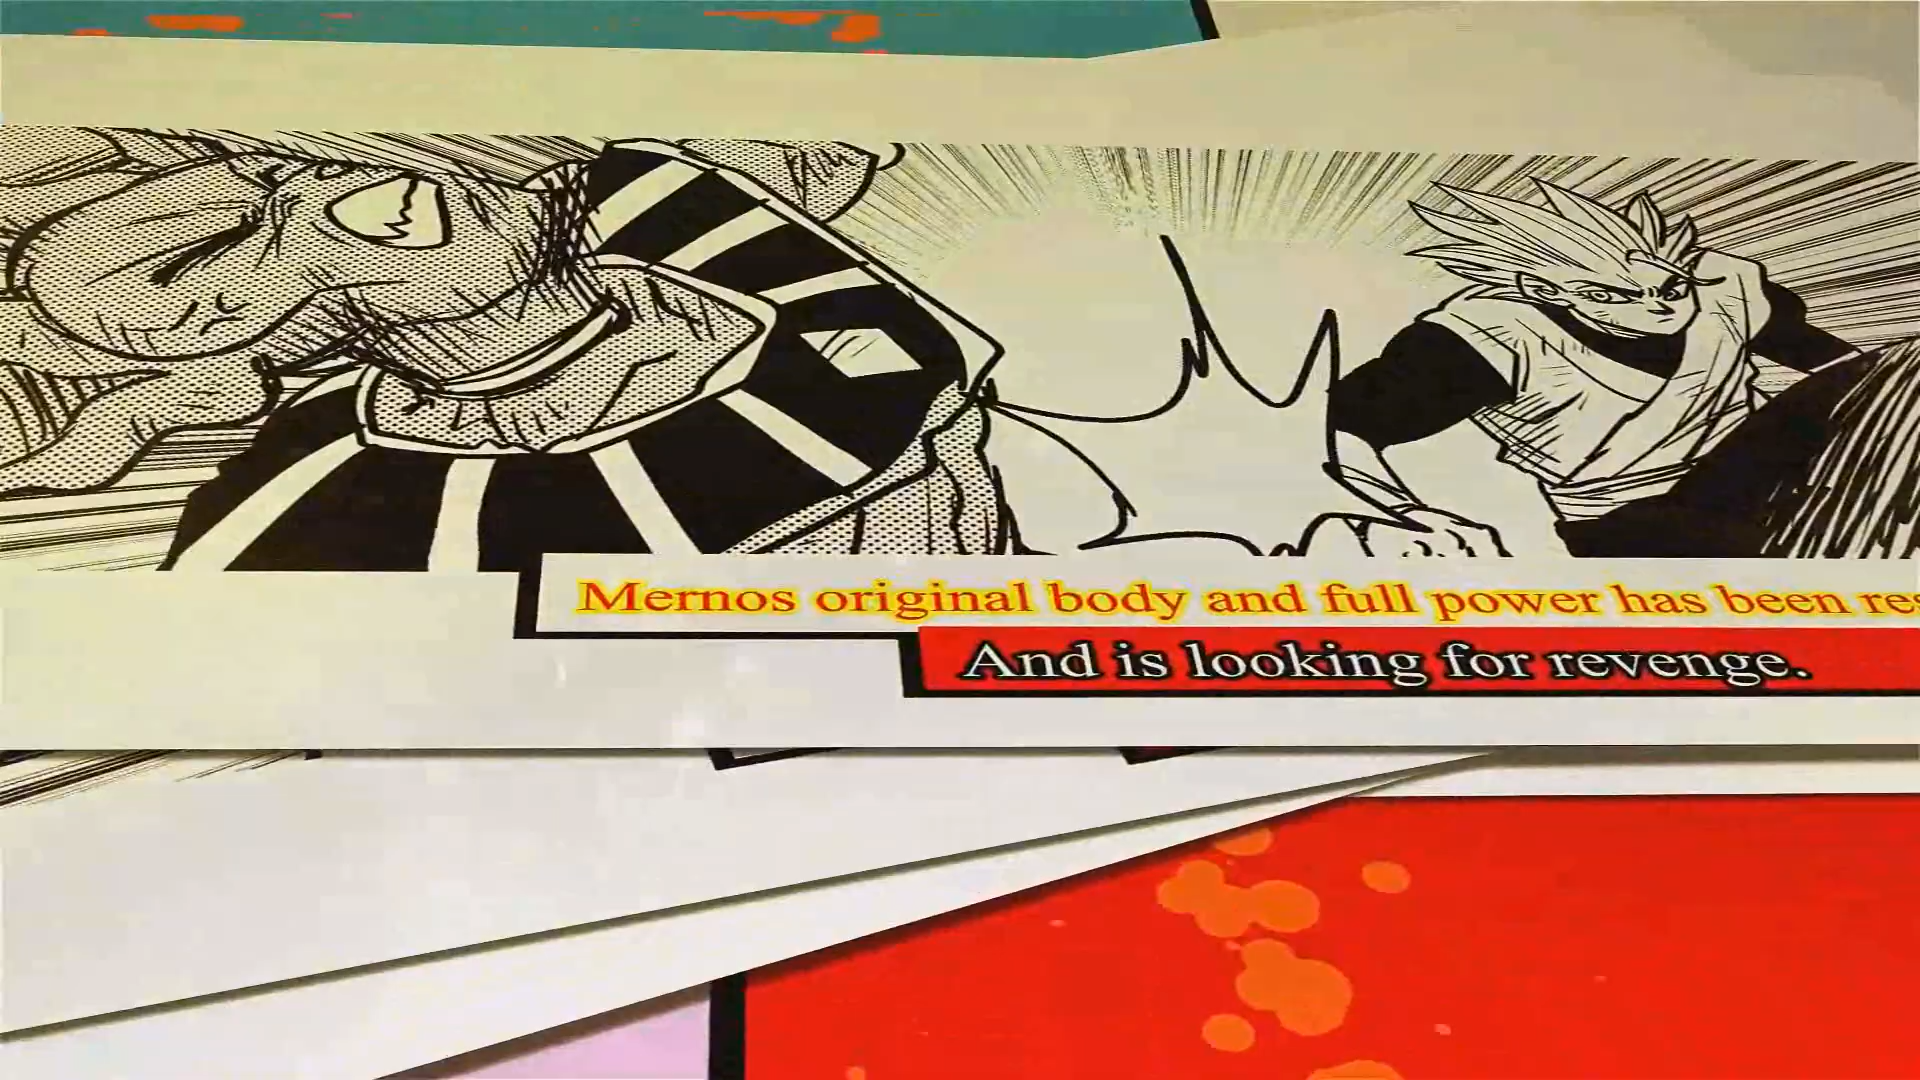 Mernos original body and full power has been
And is looking for revenge.